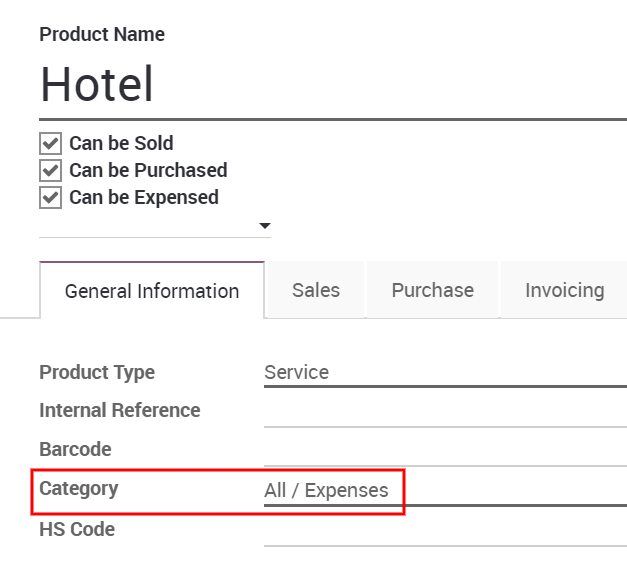 Product Name
Hotel
Can be Sold
Can be Purchased
Can be Expensed
General Information Sales Purchase Invoicing
Product Type Service
Internal Reference
Barcode
Category All / Expenses
HS Code